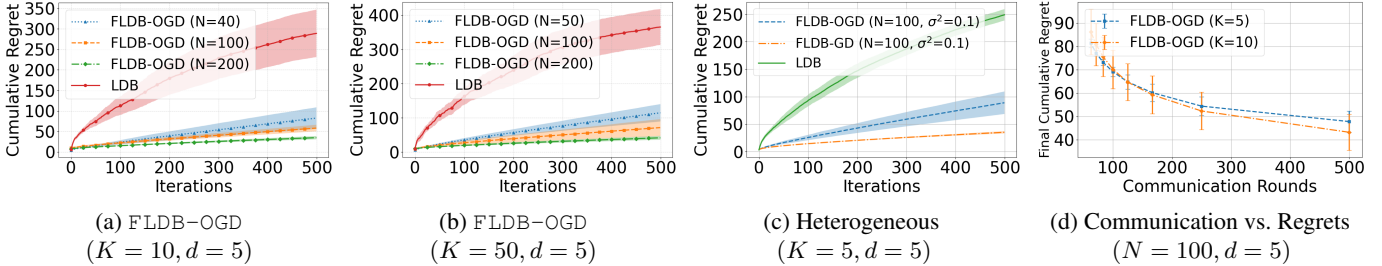 Cumulative Regret
350
300
250
200
150
100
50
0
FLDB-OGD (N=40)
FLDB-OGD (N=100)
FLDB-OGD (N=200)
LDB
0 100 200 300 400 500
Iterations
(a) FLDB-OGD
(K = 10, d = 5)
Cumulative Regret
400
300
200
100
0
FLDB-OGD (N=50)
FLDB-OGD (N=100)
FLDB-OGD (N=200)
LDB
0 100 200 300 400 500
Iterations
(b) FLDB-OGD
(K = 50, d = 5)
Cumulative Regret
250
200
150
100
50
0
FLDB-OGD (N=100, σ²=0.1)
FLDB-GD (N=100, σ²=0.1)
LDB
0 100 200 300 400 500
Iterations
(c) Heterogeneous
(K = 5, d = 5)
Final Cumulative Regret
90
80
70
60
50
40
FLDB-OGD (K=5)
FLDB-OGD (K=10)
100 200 300 400 500
Communication Rounds
(d) Communication vs. Regrets
(N = 100, d = 5)